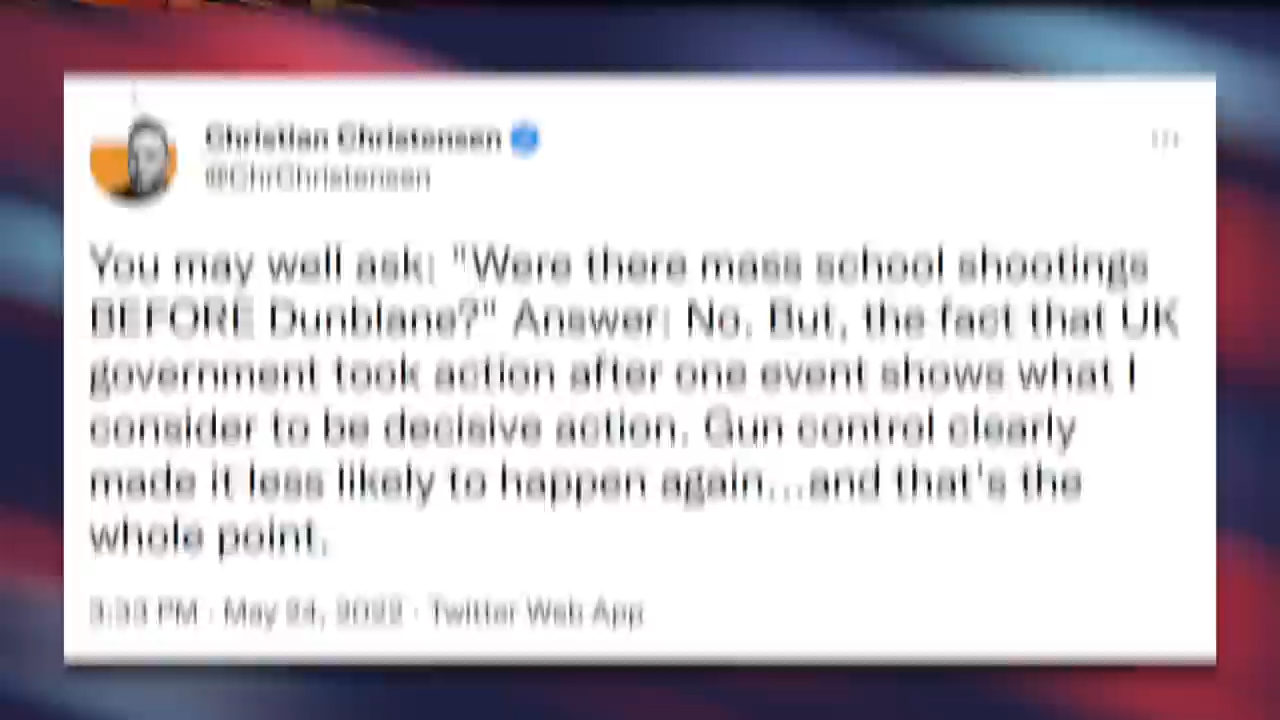 Christian Christensen
@ChrChristensen
You may well ask: "Were there mass school shootings
BEFORE Dunblane?" Answer: No. But, the fact that UK
government took action after one event shows what I
consider to be decisive action. Gun control clearly
made it less likely to happen again...and that's the
whole point.
3:33 PM · May 24, 2022 · Twitter Web App